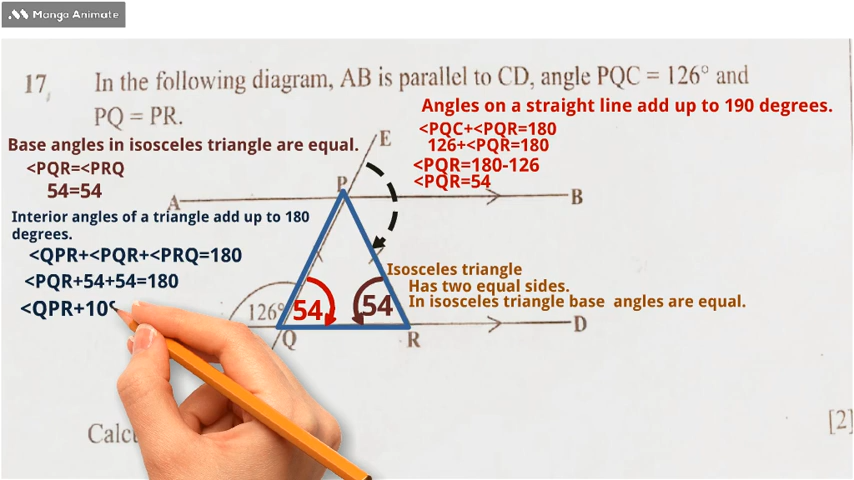 Manga Animate
17. In the following diagram, AB is parallel to CD, angle PQC = 126° and
PQ = PR.
Angles on a straight line add up to 190 degrees.
<PQC+<PQR=180
126+<PQR=180
<PQR=180-126
<PQR=54
Base angles in isosceles triangle are equal.
<PQR=<PRQ
54=54
Interior angles of a triangle add up to 180
degrees.
<QPR+<PQR+<PRQ=180
<PQR+54+54=180
<QPR+10
E
P
A
B
Isosceles triangle
Has two equal sides.
In isosceles triangle base angles are equal.
126°
54
54
Q
R
D
[2]